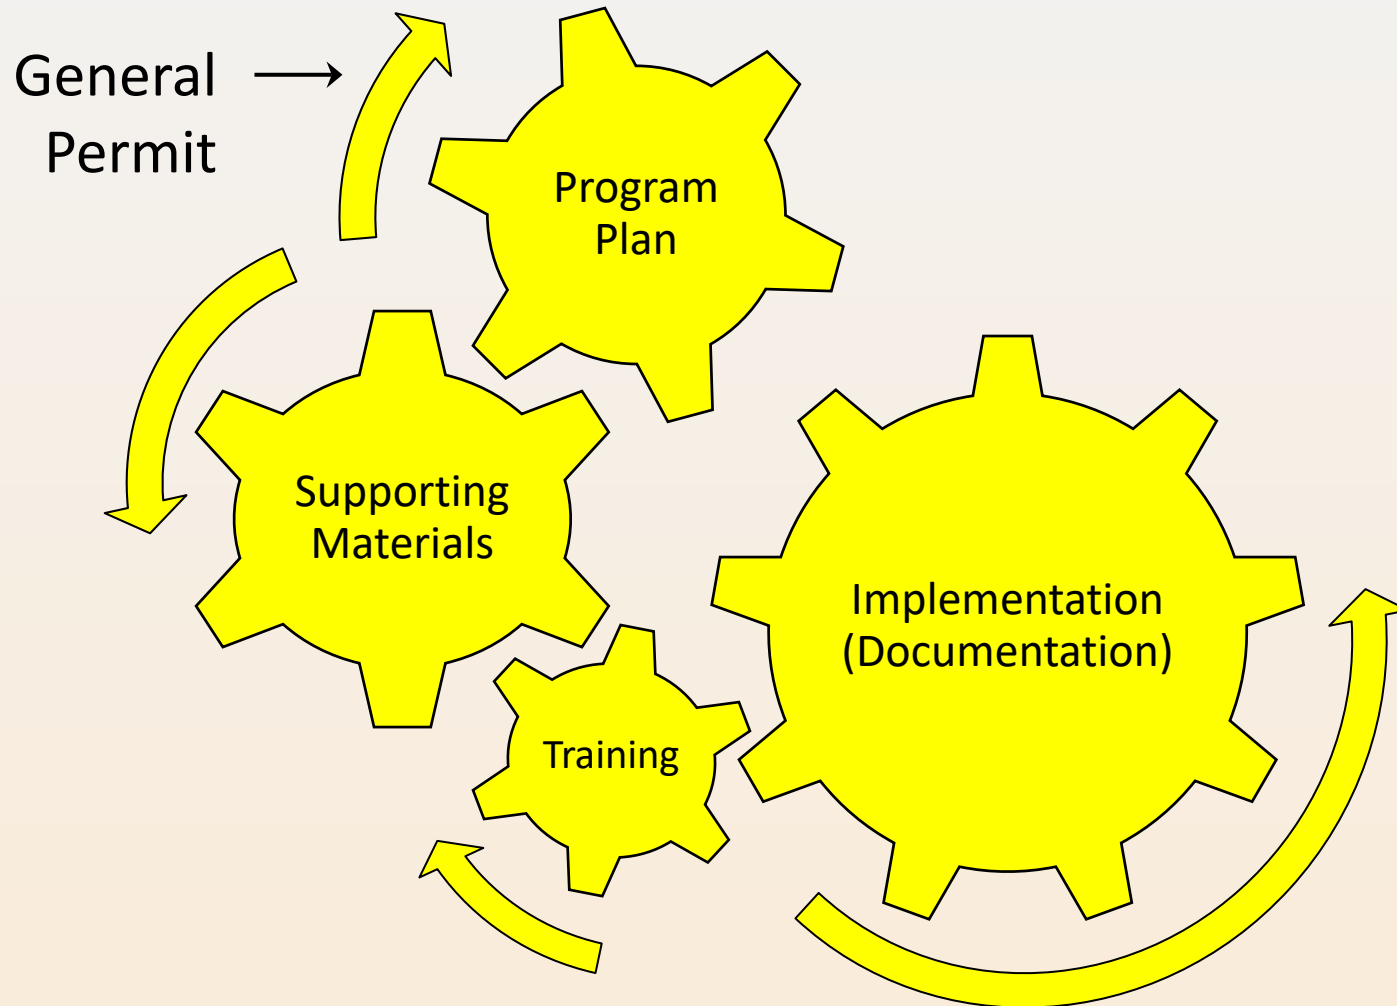 General
Permit
Program
Plan
Supporting
Materials
Implementation
(Documentation)
Training